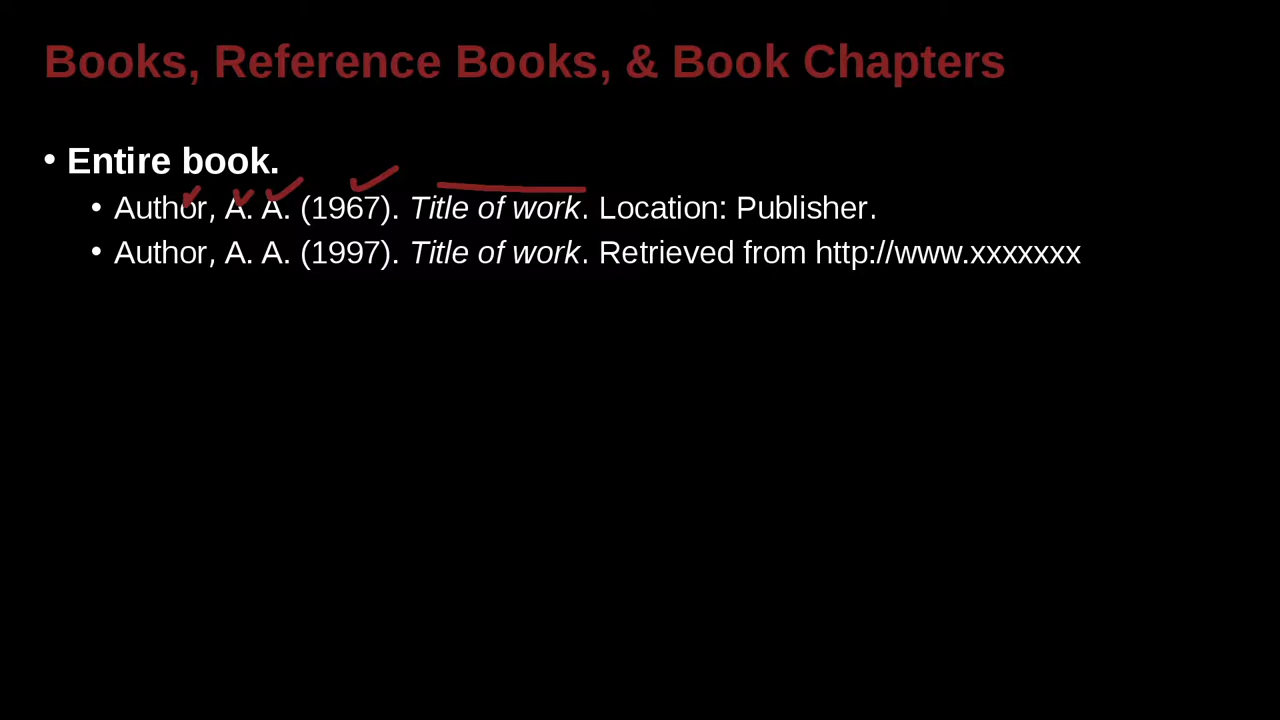 Books, Reference Books, & Book Chapters
• Entire book.
• Author, A. A. (1967). Title of work. Location: Publisher.
• Author, A. A. (1997). Title of work. Retrieved from http://www.xxxxxxx